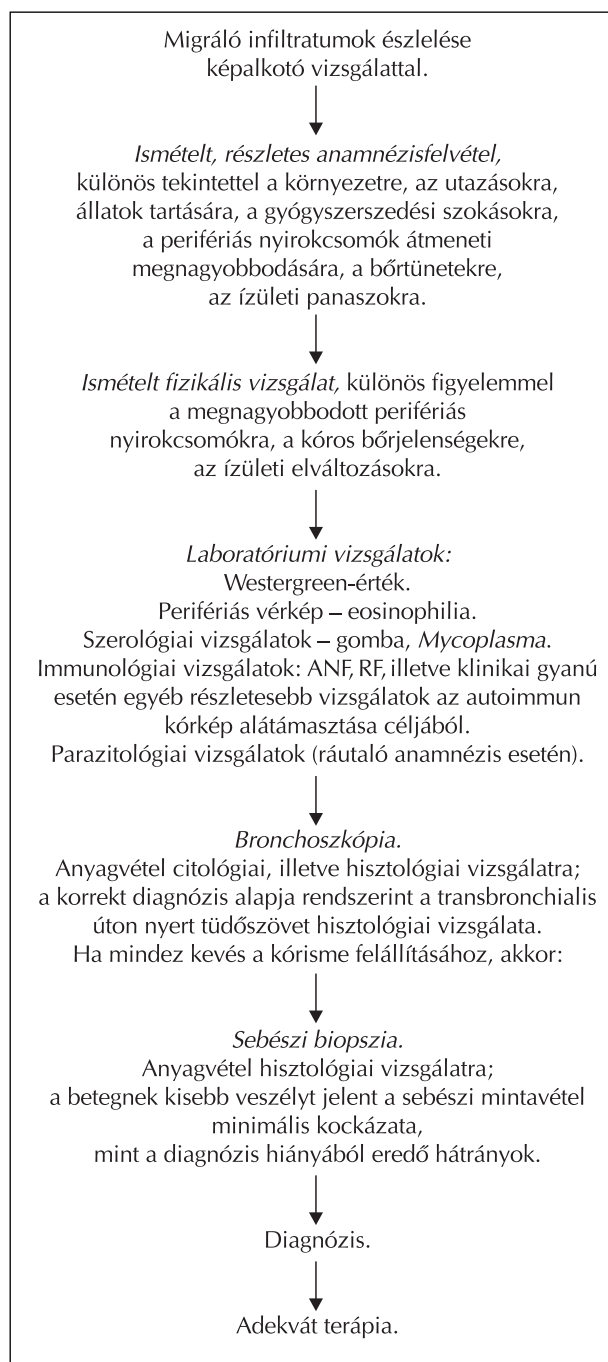 Migráló infiltratumok észlelése
képalkotó vizsgálattal.
Ismételt, részletes anamnézisfelvétel,
különös tekintettel a környezetre, az utazásokra,
állatok tartására, a gyógyszerszedési szokásokra,
a perifériás nyirokcsomók átmeneti
megnagyobbodására, a bőrtünetekre,
az ízületi panaszokra.
Ismételt fizikális vizsgálat, különös figyelemmel
a megnagyobbodott perifériás
nyirokcsomókra, a kóros bőrjelenségekre,
az ízületi elváltozásokra.
Laboratóriumi vizsgálatok:
Westergreen-érték.
Perifériás vérkép – eosinophilia.
Szerológiai vizsgálatok – gomba, Mycoplasma.
Immunológiai vizsgálatok: ANF, RF, illetve klinikai gyanú
esetén egyéb részletesebb vizsgálatok az autoimmun
kórkép alátámasztása céljából.
Parazitológiai vizsgálatok (ráutaló anamnézis esetén).
Bronchoszkópia.
Anyagvétel citológiai, illetve hisztológiai vizsgálatra;
a korrekt diagnózis alapja rendszerint a transbronchialis
úton nyert tüdőszövet hisztológiai vizsgálata.
Ha mindez kevés a kórisme felállításához, akkor:
Sebészi biopszia.
Anyagvétel hisztológiai vizsgálatra;
a betegnek kisebb veszélyt jelent a sebészi mintavétel
minimális kockázata,
mint a diagnózis hiányából eredő hátrányok.
Diagnózis.
Adekvát terápia.